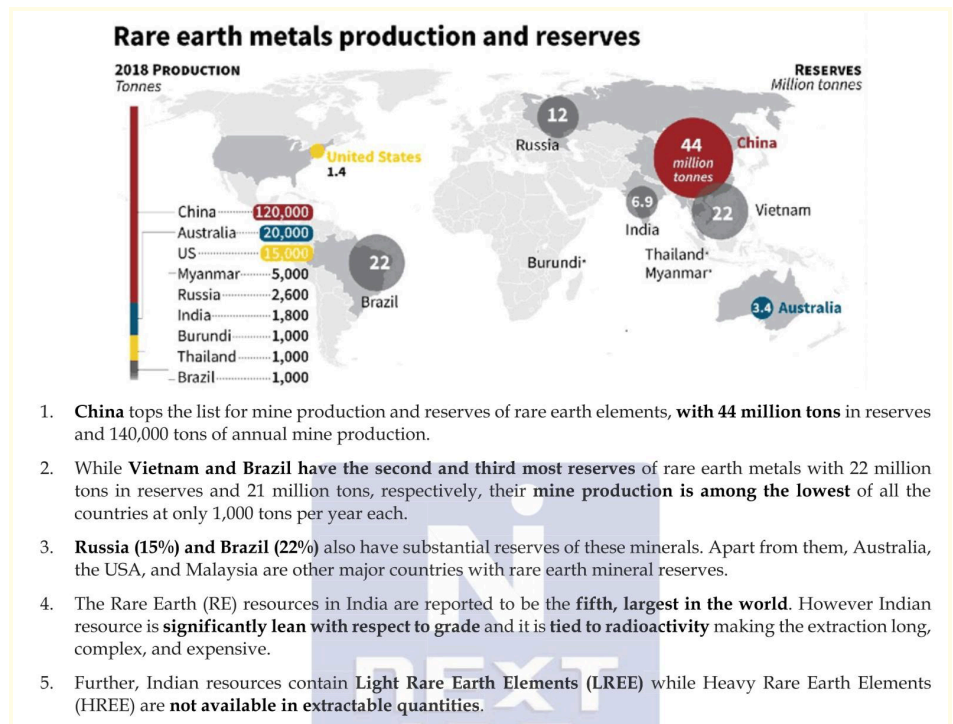 Rare earth metals production and reserves
2018 PRODUCTION
Tonnes
RESERVES
Million tonnes
12
Russia
44
million
tonnes
China
United States
1.4
6.9
India
22
Vietnam
China 120,000
Australia 20,000
US 15,000
Myanmar 5,000
Russia 2,600
India 1,800
Burundi 1,000
Thailand 1,000
Brazil 1,000
22
Brazil
Burundi
Thailand
Myanmar
3.4 Australia
1. China tops the list for mine production and reserves of rare earth elements, with 44 million tons in reserves
and 140,000 tons of annual mine production.
2. While Vietnam and Brazil have the second and third most reserves of rare earth metals with 22 million
tons in reserves and 21 million tons, respectively, their mine production is among the lowest of all the
countries at only 1,000 tons per year each.
3. Russia (15%) and Brazil (22%) also have substantial reserves of these minerals. Apart from them, Australia,
the USA, and Malaysia are other major countries with rare earth mineral reserves.
4. The Rare Earth (RE) resources in India are reported to be the fifth, largest in the world. However Indian
resource is significantly lean with respect to grade and it is tied to radioactivity making the extraction long,
complex, and expensive.
5. Further, Indian resources contain Light Rare Earth Elements (LREE) while Heavy Rare Earth Elements
(HREE) are not available in extractable quantities.
NEXT